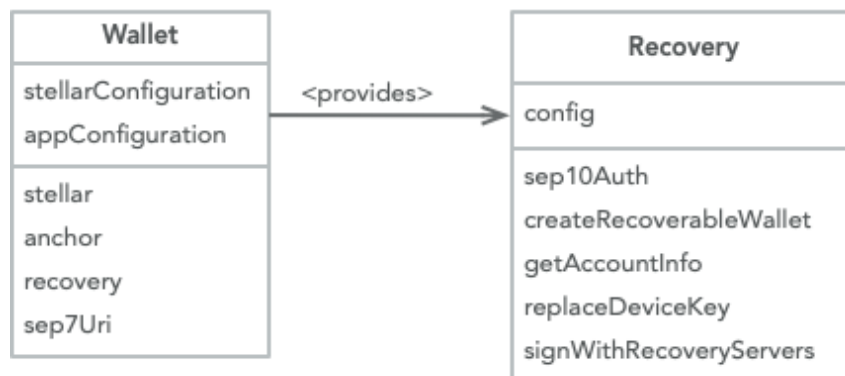 Wallet
stellarConfiguration
appConfiguration
stellar
anchor
recovery
sep7Uri
<provides>
Recovery
config
sep10Auth
createRecoverableWallet
getAccountInfo
replaceDeviceKey
signWithRecoveryServers